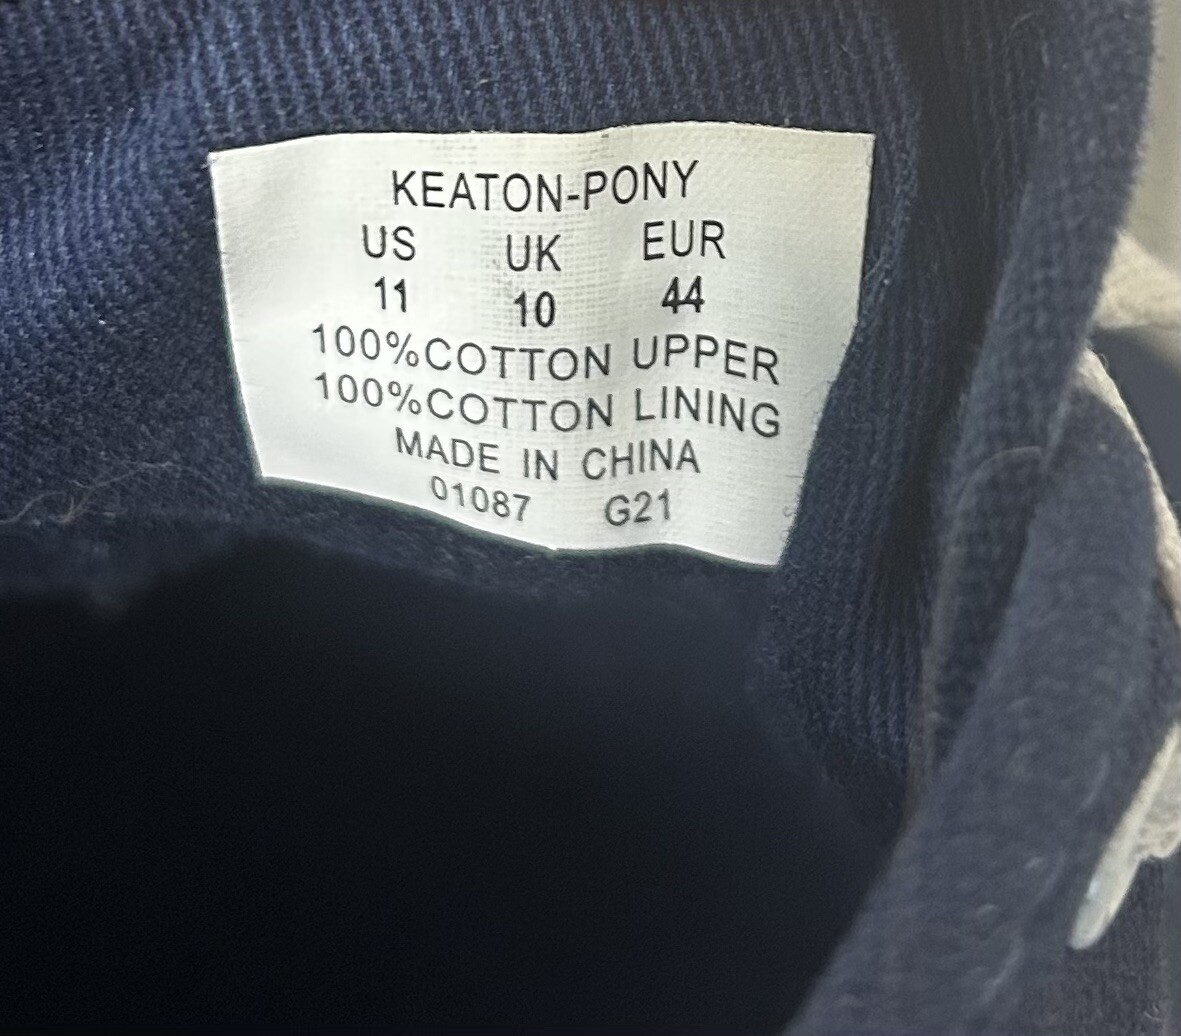 KEATON-PONY
US UK EUR
11 10 44
100%COTTON UPPER
100%COTTON LINING
MADE IN CHINA
01087 G21